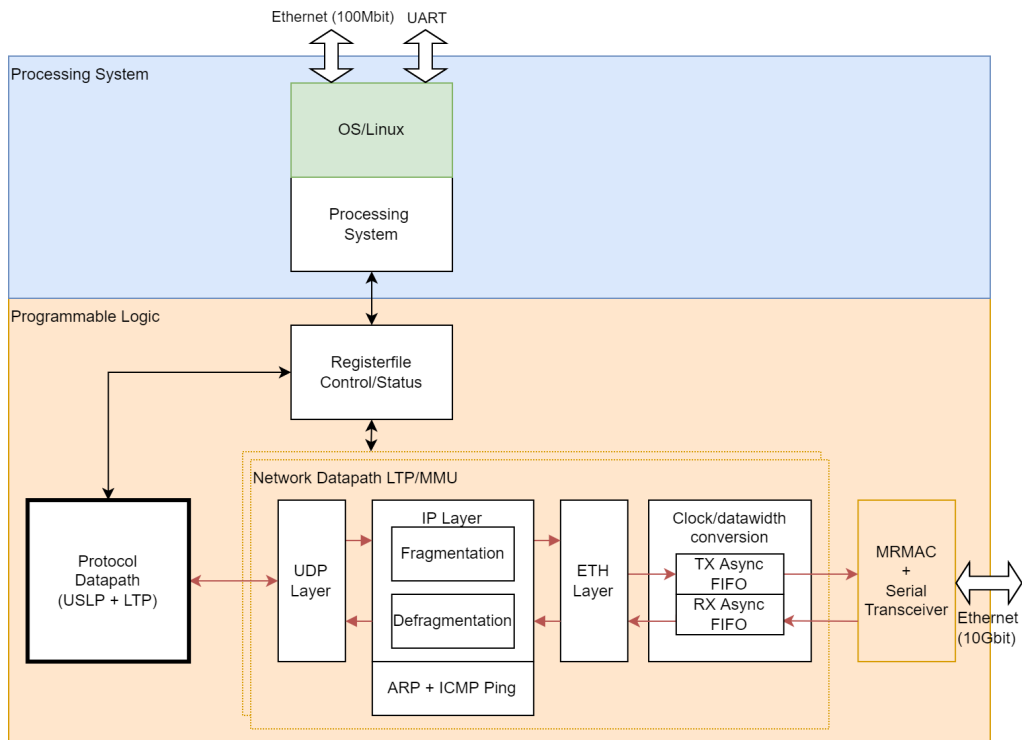 Ethernet (100Mbit)
UART
Processing System
OS/Linux
Processing
System
Programmable Logic
Registerfile
Control/Status
Network Datapath LTP/MMU
Protocol
Datapath
(USLP + LTP)
UDP
Layer
IP Layer
Fragmentation
Defragmentation
ARP + ICMP Ping
ETH
Layer
Clock/datawidth
conversion
TX Async
FIFO
RX Async
FIFO
MRMAC
+
Serial
Transceiver
Ethernet
(10Gbit)